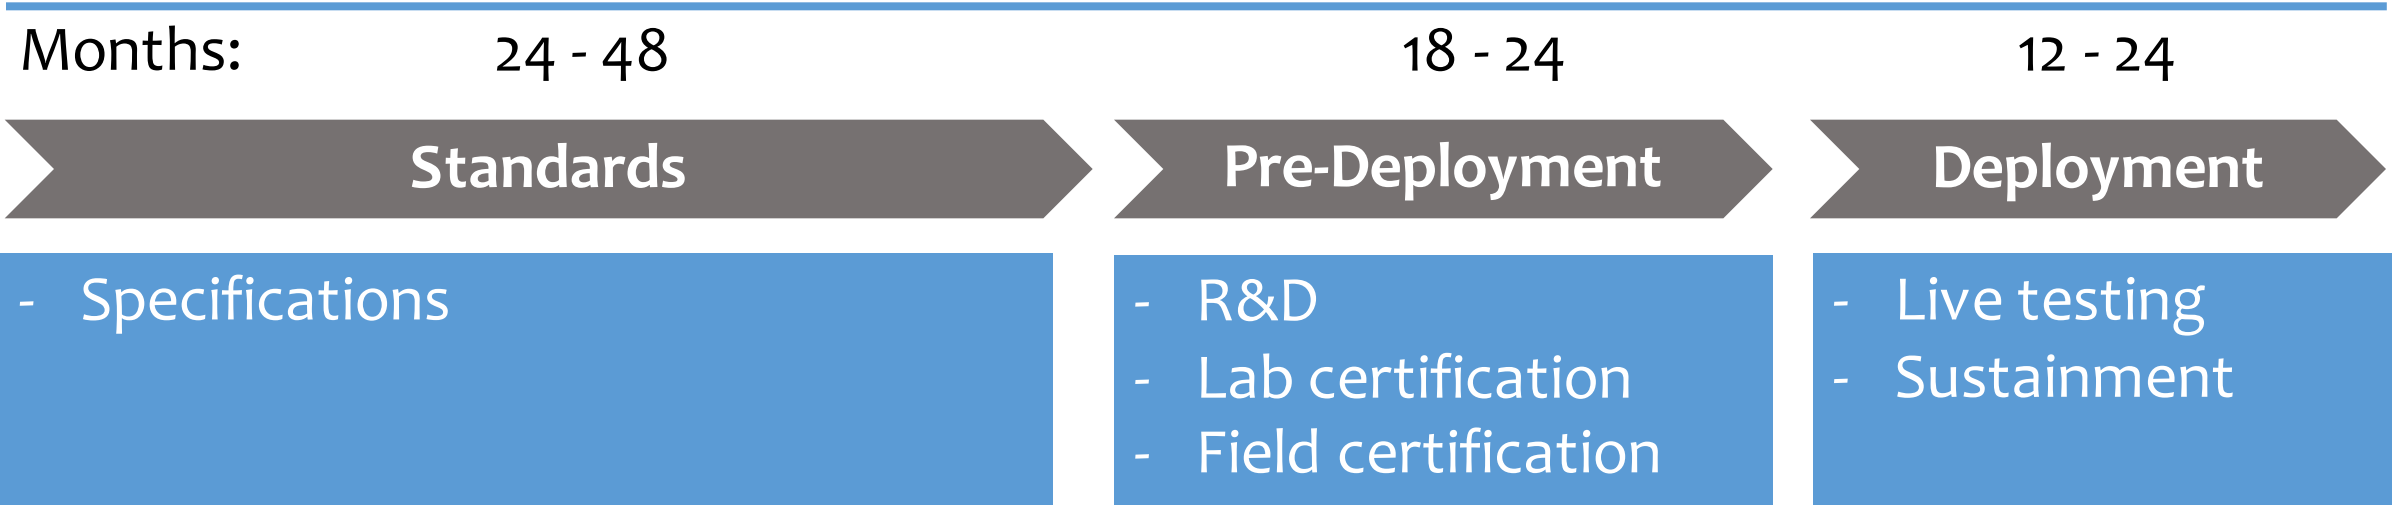 Months: 24 - 48 18 - 24 12 - 24
Standards Pre-Deployment Deployment
- Specifications
- R&D
- Lab certification
- Field certification
- Live testing
- Sustainment